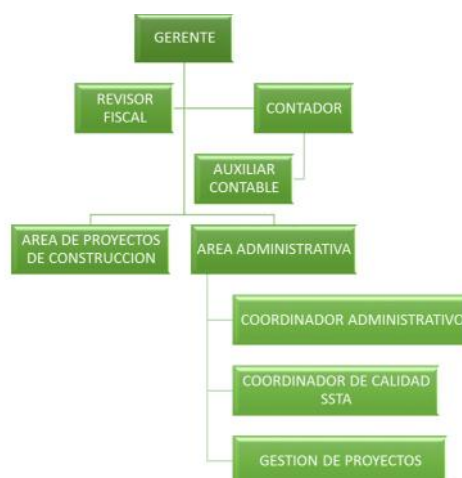 GERENTE
REVISOR
FISCAL
CONTADOR
AUXILIAR
CONTABLE
AREA DE PROYECTOS
DE CONSTRUCCION
AREA ADMINISTRATIVA
COORDINADOR ADMINISTRATIVO
COORDINADOR DE CALIDAD
SSTA
GESTION DE PROYECTOS